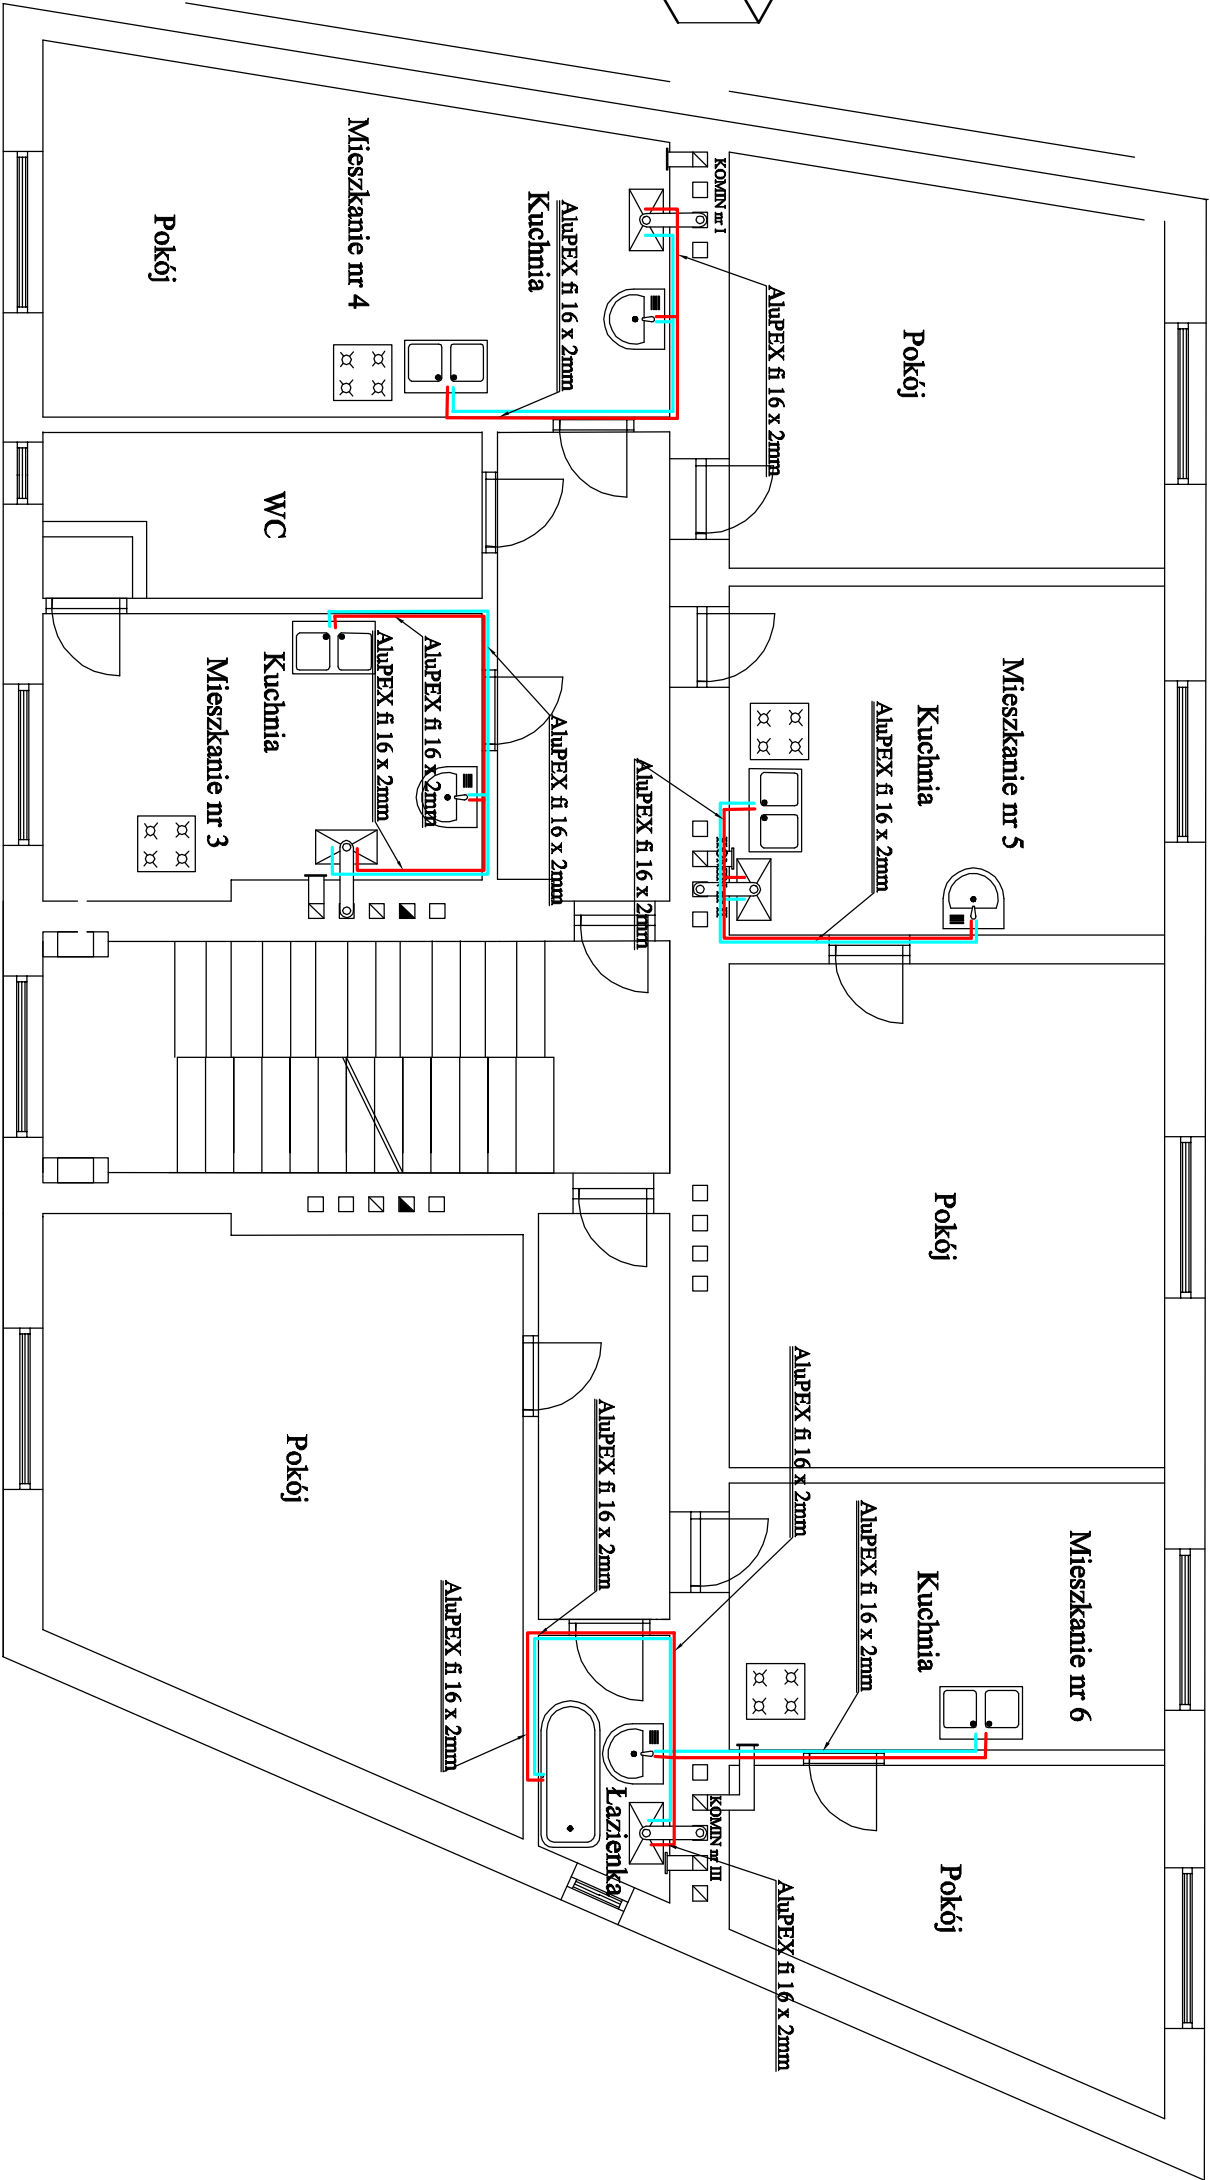 Mieszkanie nr 6
Mieszkanie nr 5
Pokój
Pokój
Kuchnia
Kuchnia
Pokój
AluPEX fi 16 x 2mm
AluPEX fi 16 x 2mm
AluPEX fi 16 x 2mm
AluPEX fi 16 x 2mm
AluPEX fi 16 x 2mm
KOMIN nr I
KOMIN nr III
AluPEX fi 16 x 2mm
Łazienka
AluPEX fi 16 x 2mm
AluPEX fi 16 x 2mm
AluPEX fi 16 x 2mm
Kuchnia
AluPEX fi 16 x 2mm
AluPEX fi 16 x 2mm
AluPEX fi 16 x 2mm
Mieszkanie nr 4
Pokój
WC
Kuchnia
Mieszkanie nr 3
Pokój